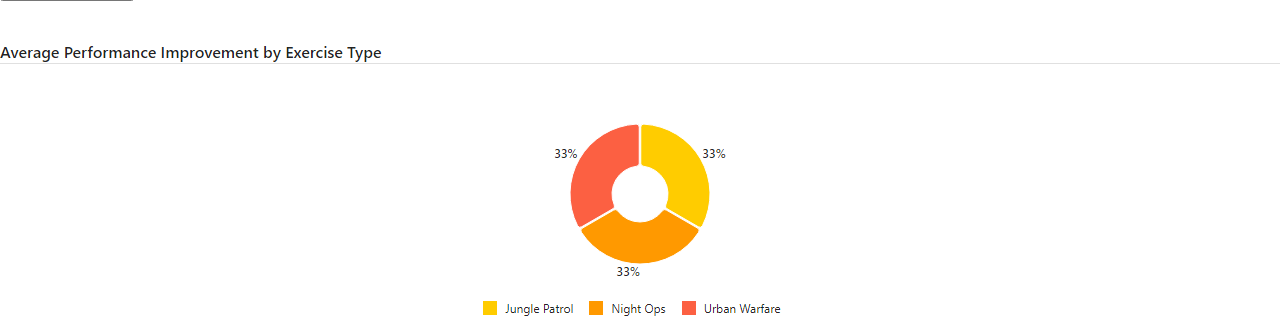 Average Performance Improvement by Exercise Type
33%
33%
33%
Jungle Patrol
Night Ops
Urban Warfare